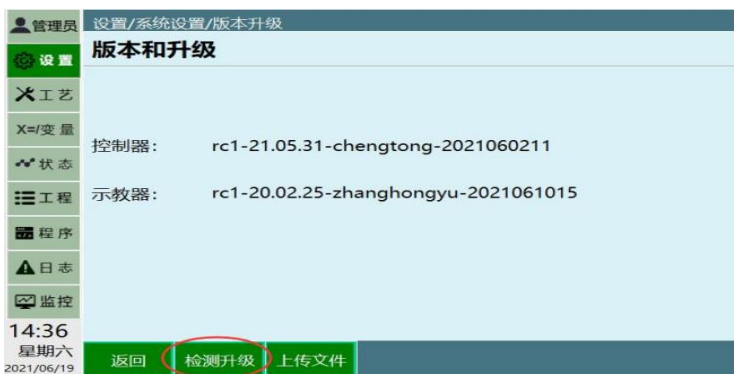 管理员
设置/系统设置/版本升级
版本和升级
设置
工艺
X=/变量
控制器: rc1-21.05.31-chengtong-2021060211
状态
示教器: rc1-20.02.25-zhanghongyu-2021061015
工程
程序
日志
监控
14:36
星期六
2021/06/19
返回 检测升级 上传文件